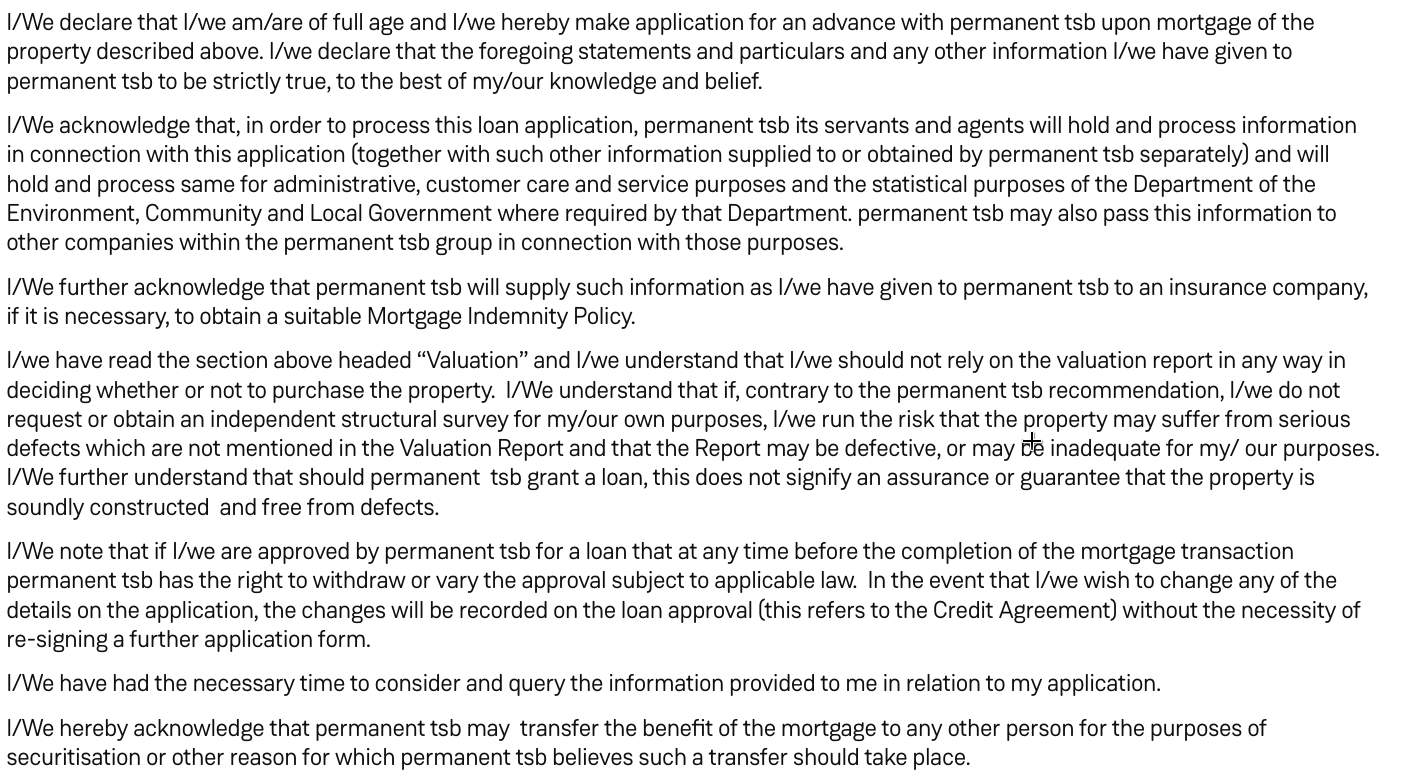 I/We declare that I/we am/are of full age and I/we hereby make application for an advance with permanent tsb upon mortgage of the
property described above. I/we declare that the foregoing statements and particulars and any other information I/we have given to
permanent tsb to be strictly true, to the best of my/our knowledge and belief.
I/We acknowledge that, in order to process this loan application, permanent tsb its servants and agents will hold and process information
in connection with this application (together with such other information supplied to or obtained by permanent tsb separately) and will
hold and process same for administrative, customer care and service purposes and the statistical purposes of the Department of the
Environment, Community and Local Government where required by that Department. permanent tsb may also pass this information to
other companies within the permanent tsb group in connection with those purposes.
I/We further acknowledge that permanent tsb will supply such information as I/we have given to permanent tsb to an insurance company,
if it is necessary, to obtain a suitable Mortgage Indemnity Policy.
I/we have read the section above headed “Valuation” and I/we understand that I/we should not rely on the valuation report in any way in
deciding whether or not to purchase the property.  I/We understand that if, contrary to the permanent tsb recommendation, I/we do not
request or obtain an independent structural survey for my/our own purposes, I/we run the risk that the property may suffer from serious
defects which are not mentioned in the Valuation Report and that the Report may be defective, or may be inadequate for my/ our purposes.
I/We further understand that should permanent  tsb grant a loan, this does not signify an assurance or guarantee that the property is
soundly constructed  and free from defects.
I/We note that if I/we are approved by permanent tsb for a loan that at any time before the completion of the mortgage transaction
permanent tsb has the right to withdraw or vary the approval subject to applicable law.  In the event that I/we wish to change any of the
details on the application, the changes will be recorded on the loan approval (this refers to the Credit Agreement) without the necessity of
re-signing a further application form.
I/We have had the necessary time to consider and query the information provided to me in relation to my application.
I/We hereby acknowledge that permanent tsb may  transfer the benefit of the mortgage to any other person for the purposes of
securitisation or other reason for which permanent tsb believes such a transfer should take place.